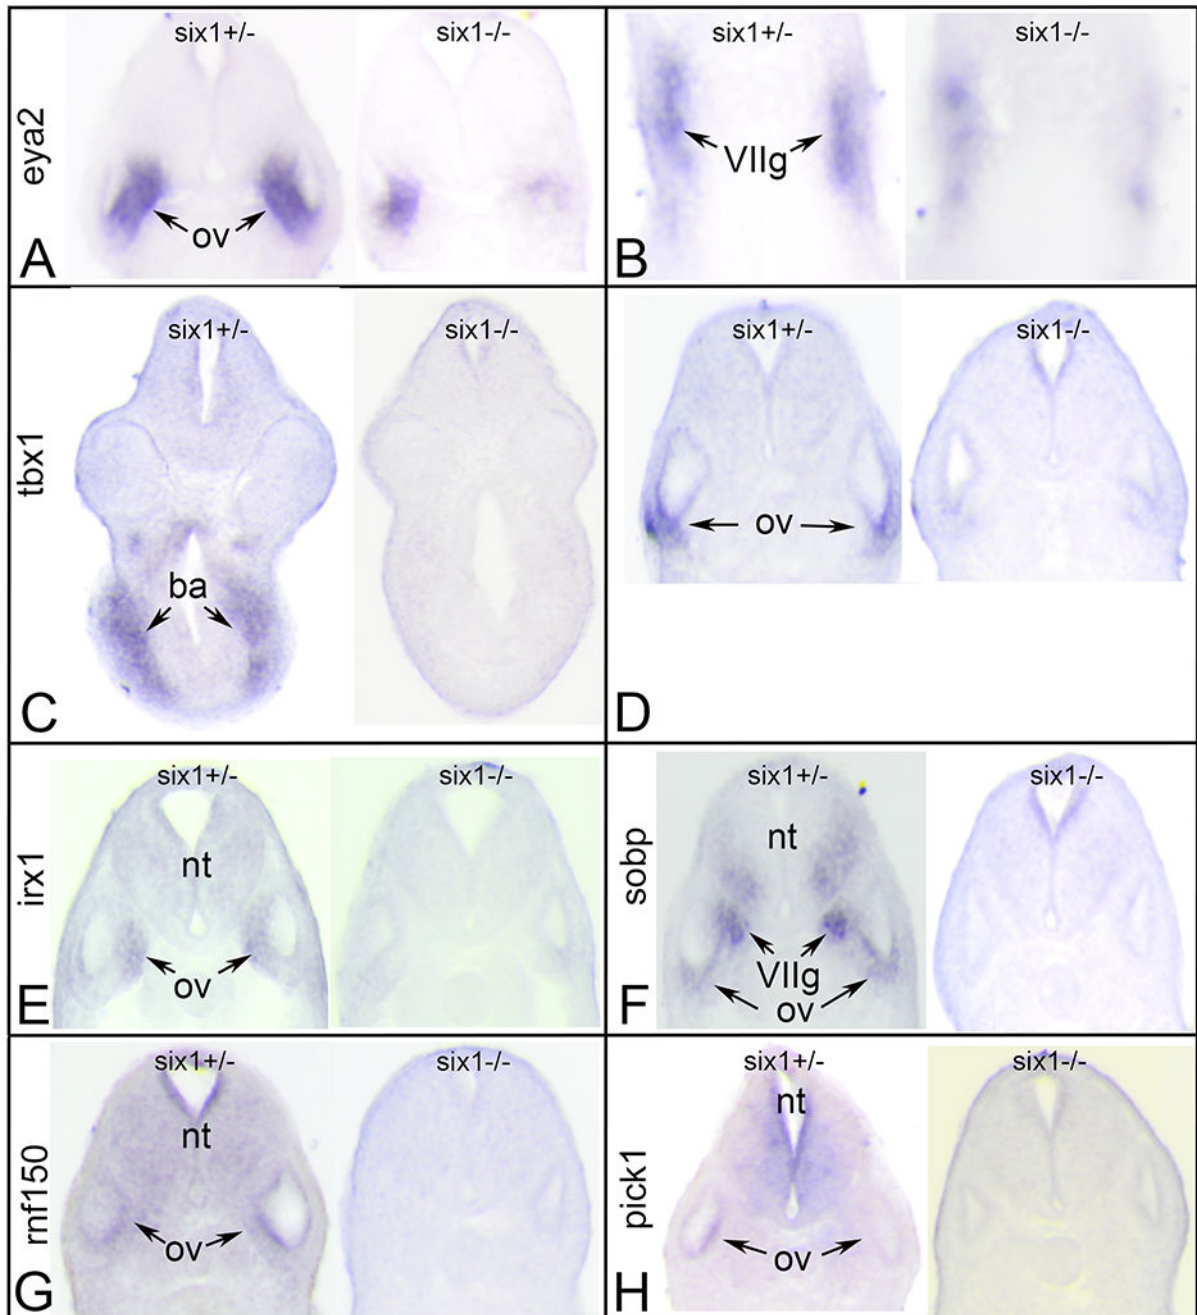 six1+/-
six1-/-
eya2
ov
A
six1+/-
six1-/-
VIIg
B
six1+/-
six1-/-
tbx1
ba
C
six1+/-
six1-/-
ov
D
six1+/-
six1-/-
irx1
nt
ov
E
six1+/-
six1-/-
sobp
nt
VIIg
ov
F
six1+/-
six1-/-
rnf150
nt
ov
G
six1+/-
six1-/-
pick1
nt
ov
H